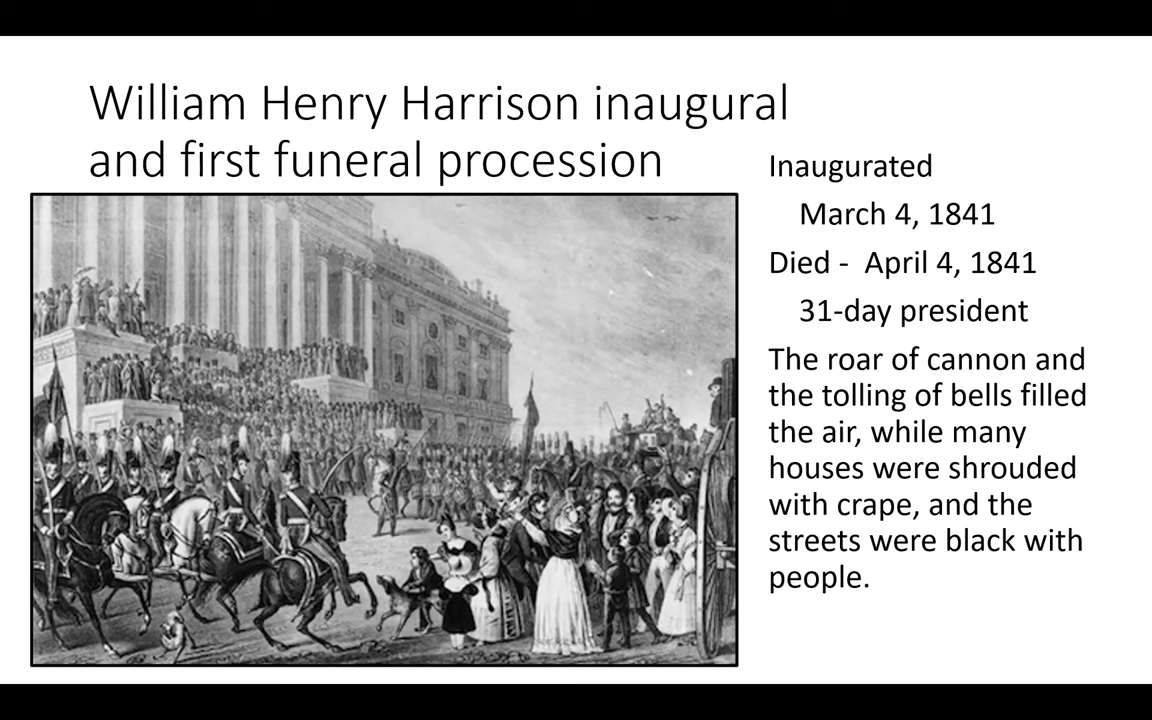 William Henry Harrison inaugural
and first funeral procession
Inaugurated
March 4, 1841
Died -  April 4, 1841
31-day president
The roar of cannon and
the tolling of bells filled
the air, while many
houses were shrouded
with crape, and the
streets were black with
people.